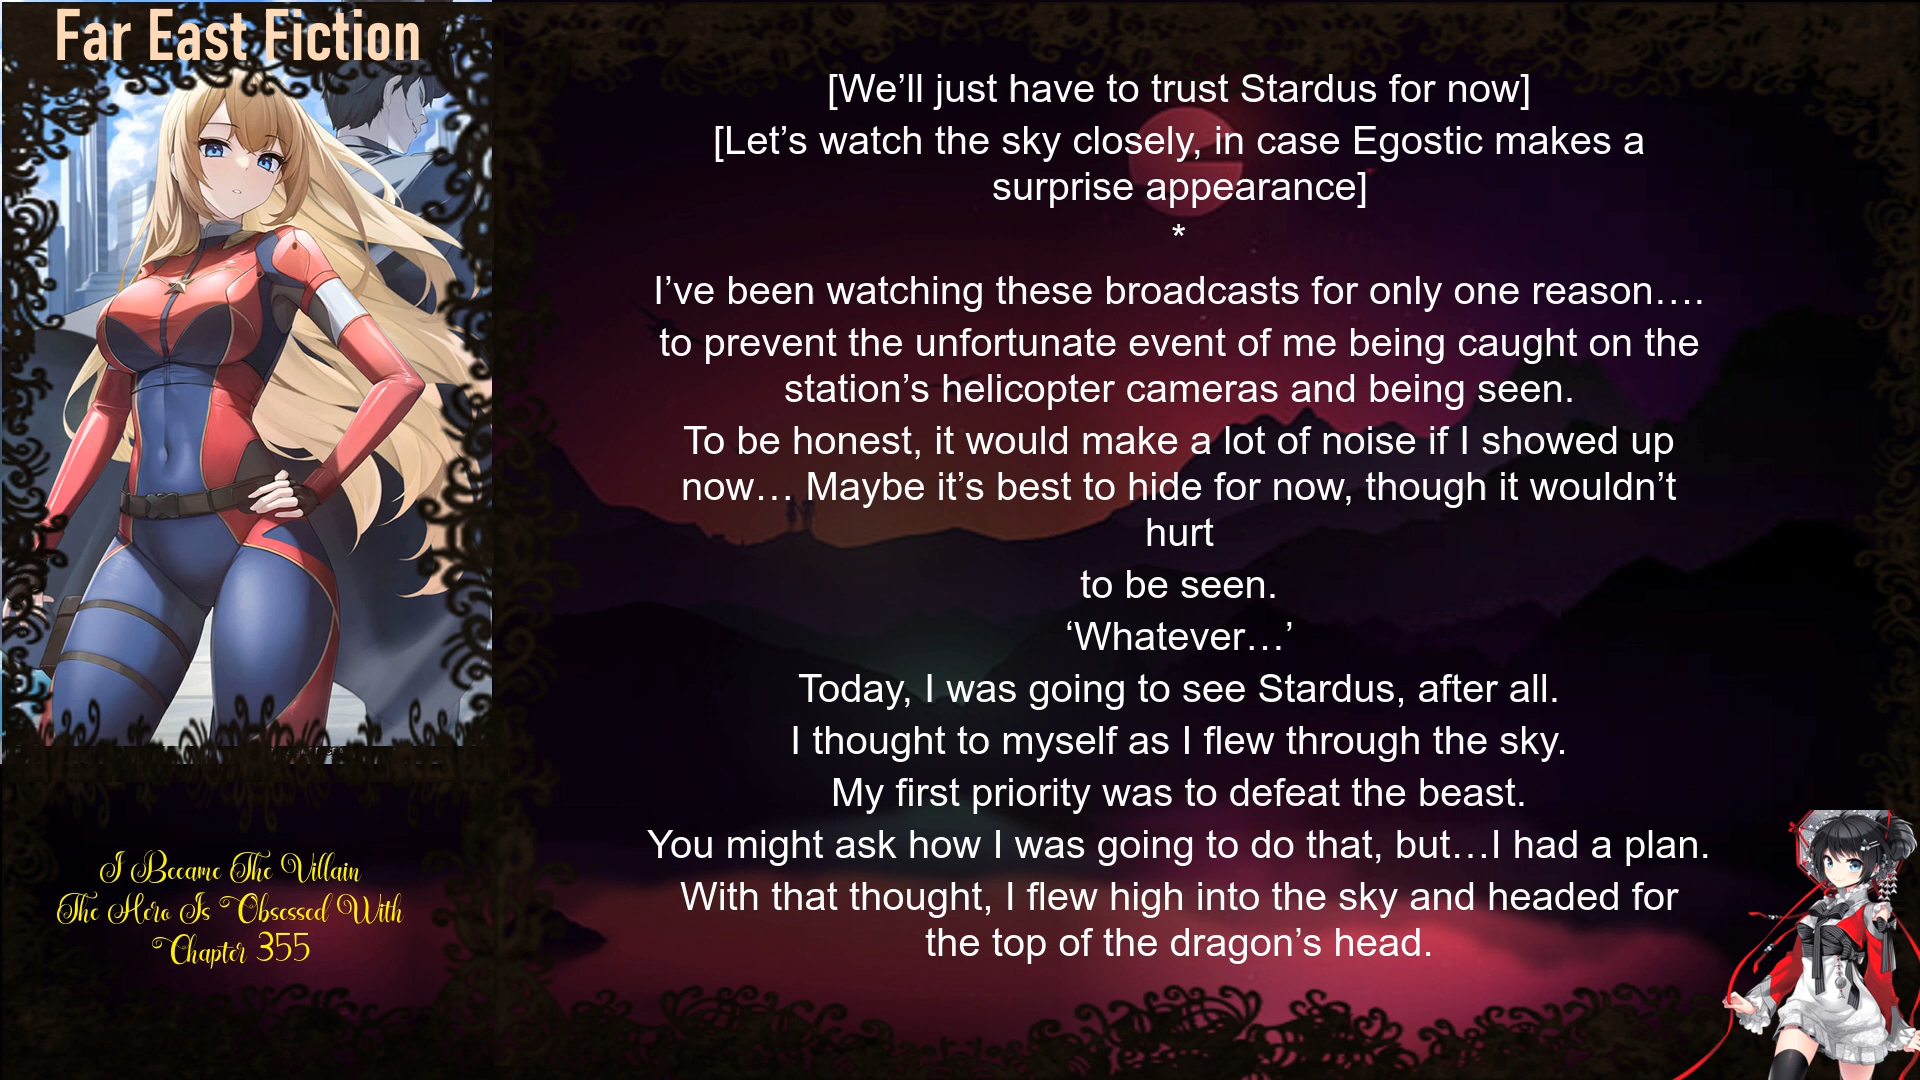 Far East Fiction
[We’ll just have to trust Stardus for now]
[Let’s watch the sky closely, in case Egostic makes a
surprise appearance]
*
I’ve been watching these broadcasts for only one reason….
to prevent the unfortunate event of me being caught on the
station’s helicopter cameras and being seen.
To be honest, it would make a lot of noise if I showed up
now… Maybe it’s best to hide for now, though it wouldn’t
hurt
to be seen.
‘Whatever…’
Today, I was going to see Stardus, after all.
I thought to myself as I flew through the sky.
My first priority was to defeat the beast.
You might ask how I was going to do that, but…I had a plan.
With that thought, I flew high into the sky and headed for
the top of the dragon’s head.
I Became The Villain
The Hero Is Obsessed With
Chapter 355